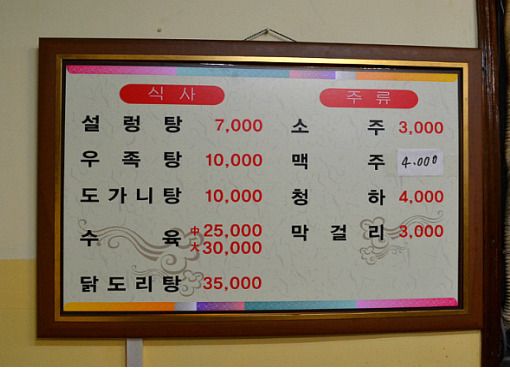 식사
설렁탕 7,000
우족탕 10,000
도가니탕 10,000
수육 中 25,000
大 30,000
닭도리탕 35,000
주류
소주 3,000
맥주 4.000
청하 4,000
막걸리 3,000